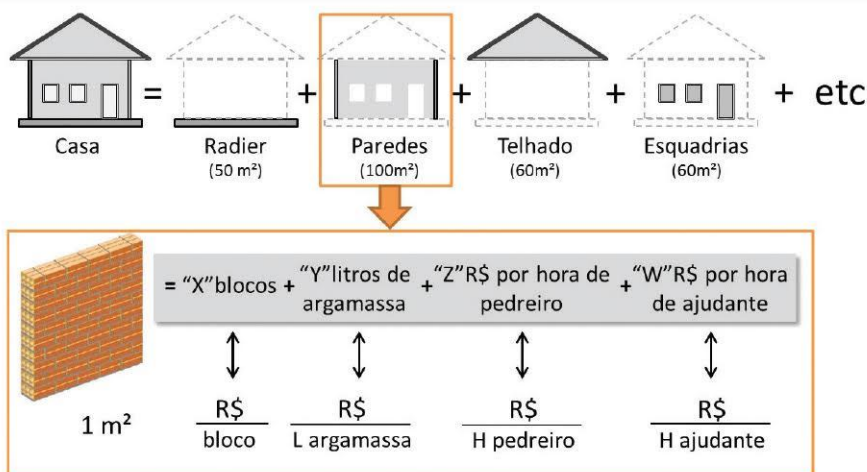 = + + + + etc
Casa Radier Paredes Telhado Esquadrias
(50 m²) (100m²) (60m²) (60m²)
= “X”blocos + “Y”litros de argamassa + “Z”R$ por hora de pedreiro + “W”R$ por hora de ajudante
1 m²
R$
bloco
R$
L argamassa
R$
H pedreiro
R$
H ajudante